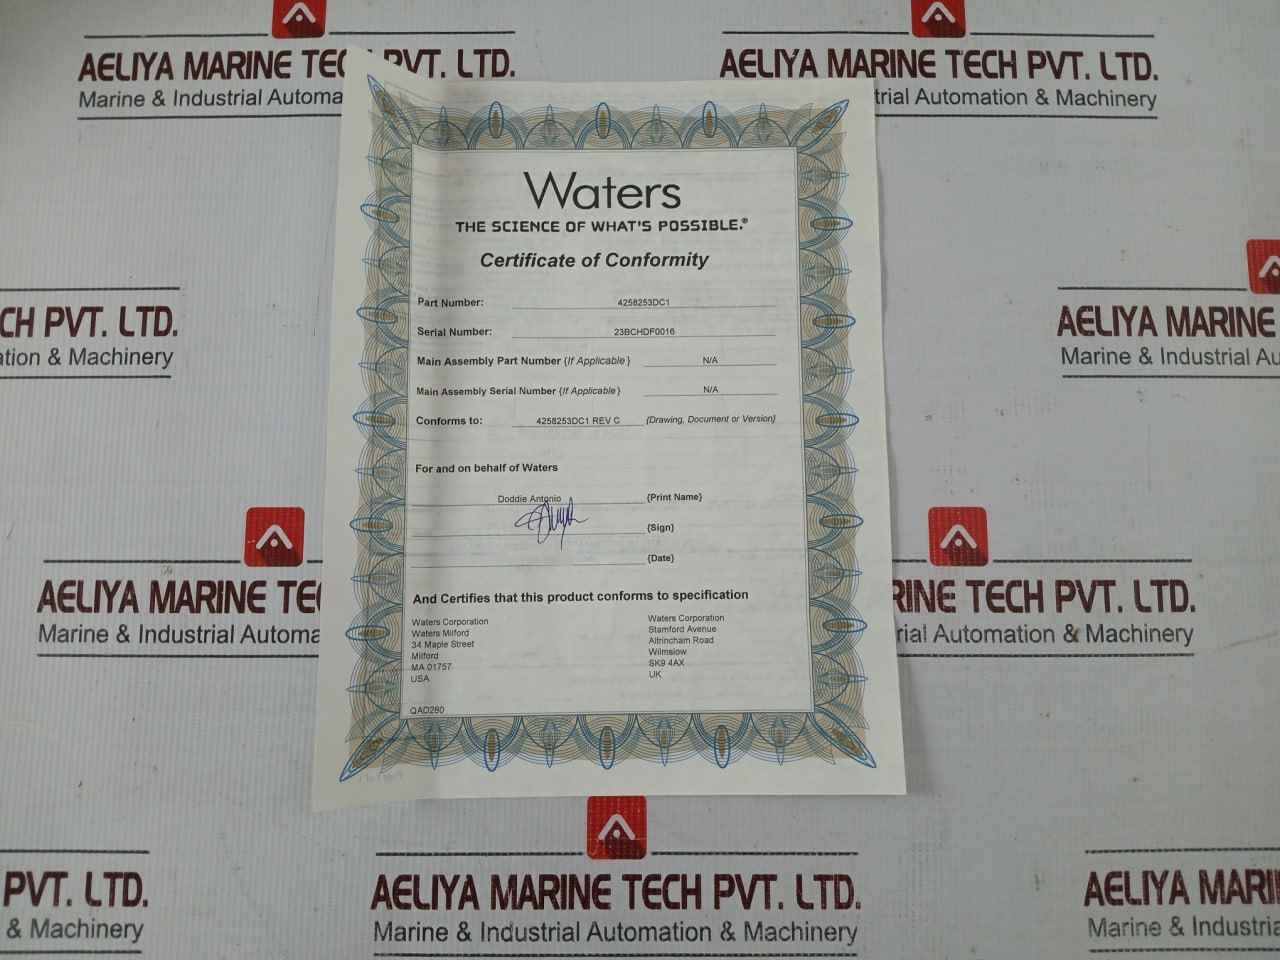 AELIYA MARINE TEC PVT. LTD.
Marine & Industrial Automa
AELIYA MARINE TECH PVT. LTD.
trial Automation & Machinery
Waters
THE SCIENCE OF WHAT'S POSSIBLE.®
Certificate of Conformity
Part Number: 4258253DC1
Serial Number: 23BCHDF0016
Main Assembly Part Number {If Applicable} N/A
Main Assembly Serial Number {If Applicable} N/A
Conforms to: 4258253DC1 REV C {Drawing, Document or Version}
For and on behalf of Waters
Doddie Antonio {Print Name}
{Sign}
{Date}
And Certifies that this product conforms to specification
Waters Corporation
Waters Milford
34 Maple Street
Milford
MA 01757
USA
Waters Corporation
Stamford Avenue
Altrincham Road
Wilmslow
SK9 4AX
UK
QAD280
CH PVT. LTD.
ation & Machinery
AELIYA MARINE
Marine & Industrial Au
AELIYA MARINE TE
Marine & Industrial Automa
RINE TECH PVT. LTD.
rial Automation & Machinery
PVT. LTD.
& Machinery
AELIYA MARINE TECH PVT. LTD.
Marine & Industrial Automation & Machinery
AELIYA MARI
Marine & Industria